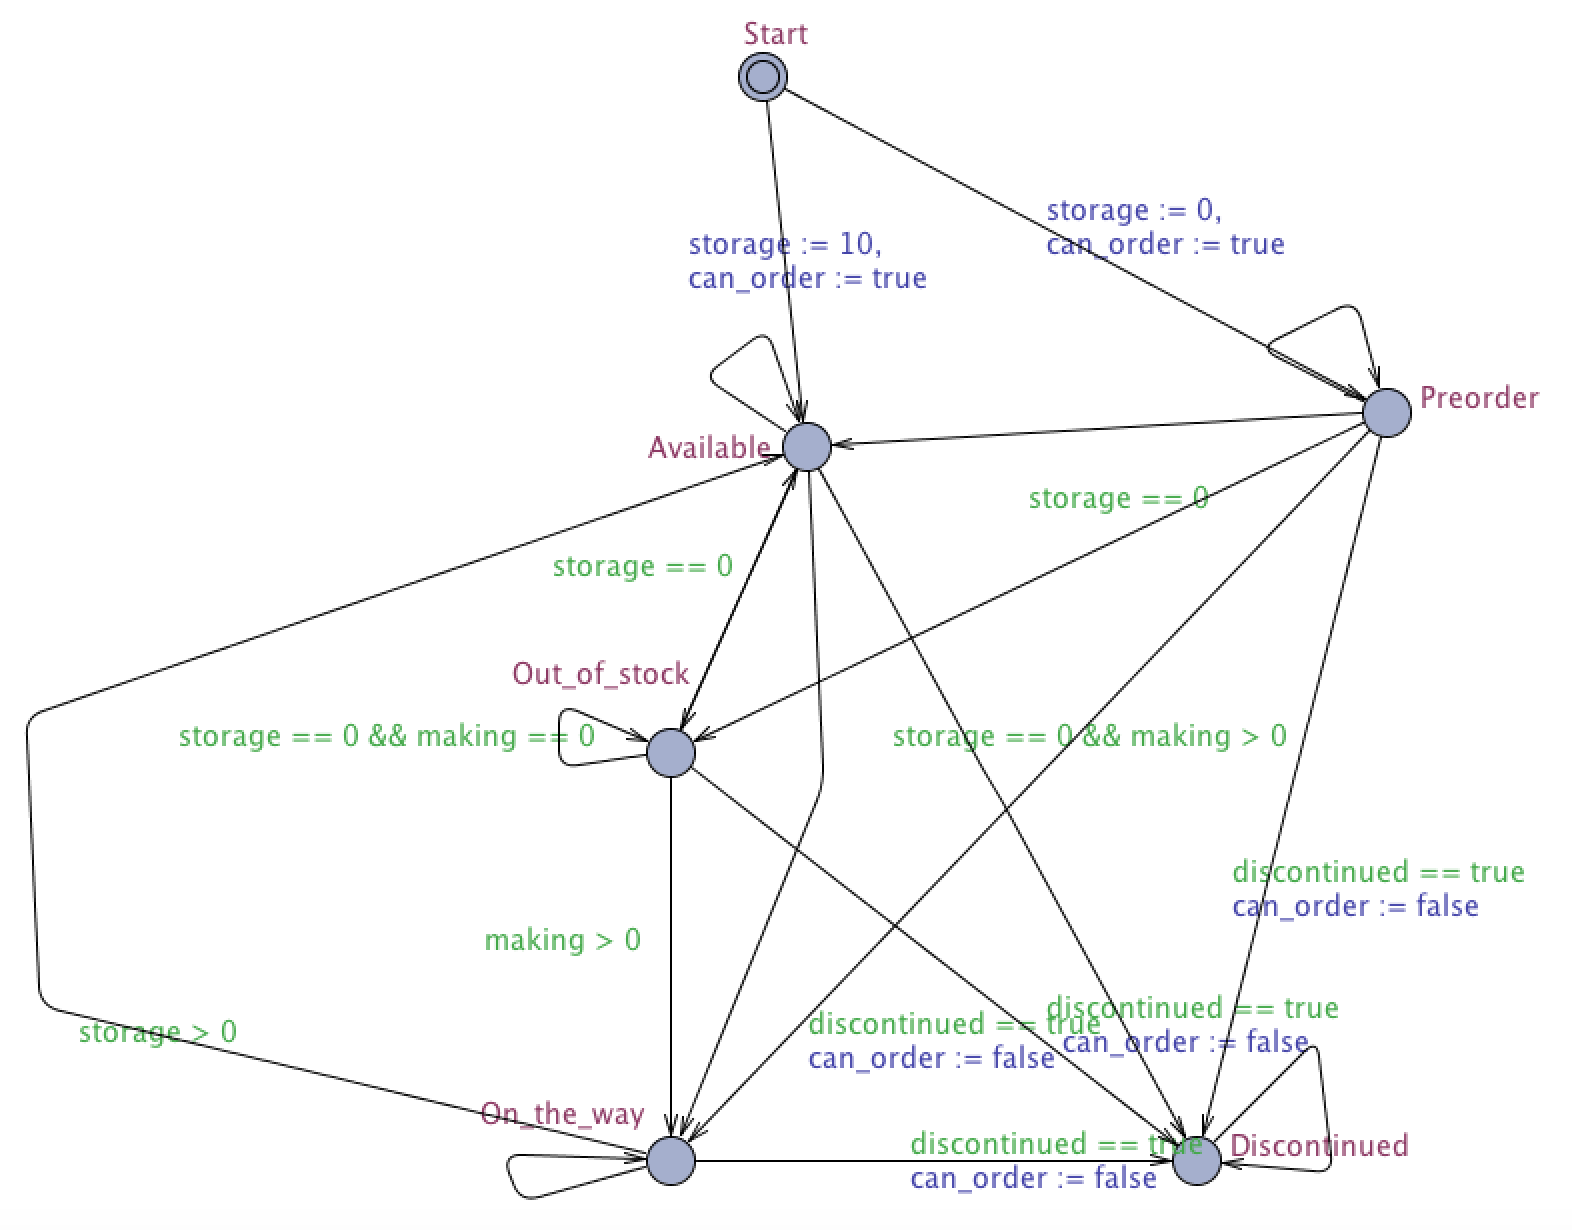 Start
storage := 0,
can_order := true
storage := 10,
can_order := true
Preorder
Available
storage == 0
storage == 0
Out_of_stock
storage == 0 && making == 0
storage == 0 && making > 0
discontinued == true
can_order := false
making > 0
discontinued == true
can_order := false
discontinued == true
can_order := false
storage > 0
On_the_way
discontinued == true
can_order := false
Discontinued